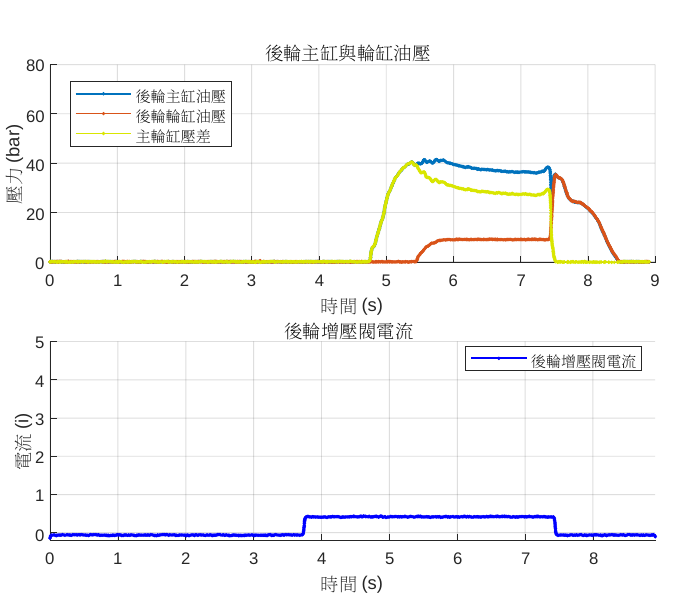 後輪主缸與輪缸油壓
80
60
40
20
0
壓力 (bar)
後輪主缸油壓
後輪輪缸油壓
主輪缸壓差
0 1 2 3 4 5 6 7 8 9
時間 (s)
後輪增壓閥電流
5
4
3
2
1
0
電流 (i)
後輪增壓閥電流
0 1 2 3 4 5 6 7 8
時間 (s)